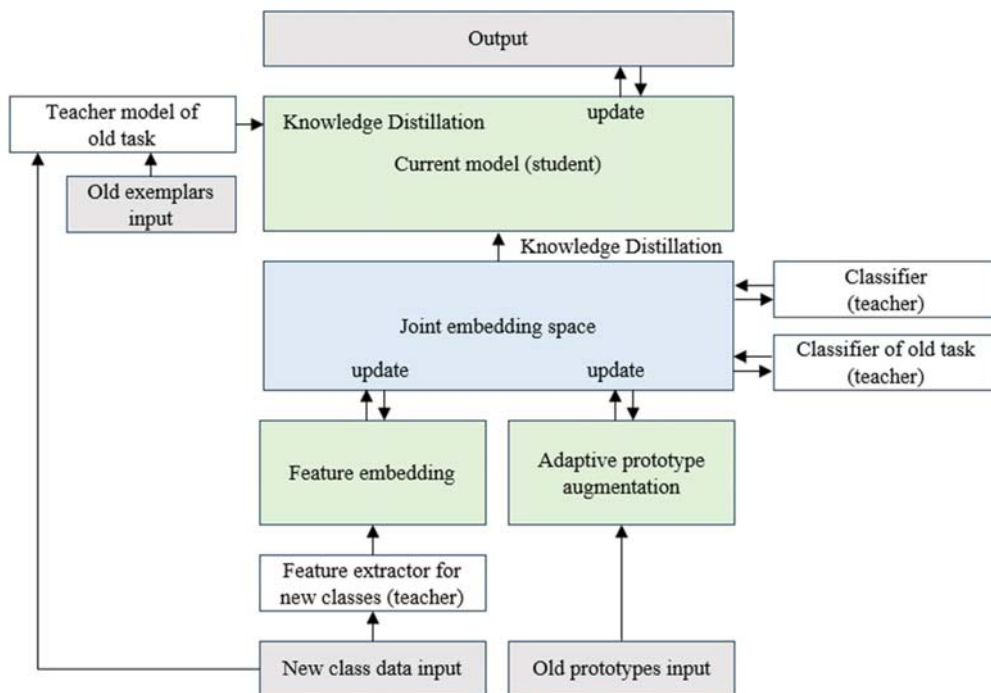 Output
update
Teacher model of
old task
Knowledge Distillation
Current model (student)
Old exemplars
input
Knowledge Distillation
Classifier
(teacher)
Joint embedding space
Classifier of old task
(teacher)
update
update
Feature embedding
Adaptive prototype
augmentation
Feature extractor for
new classes (teacher)
New class data input
Old prototypes input